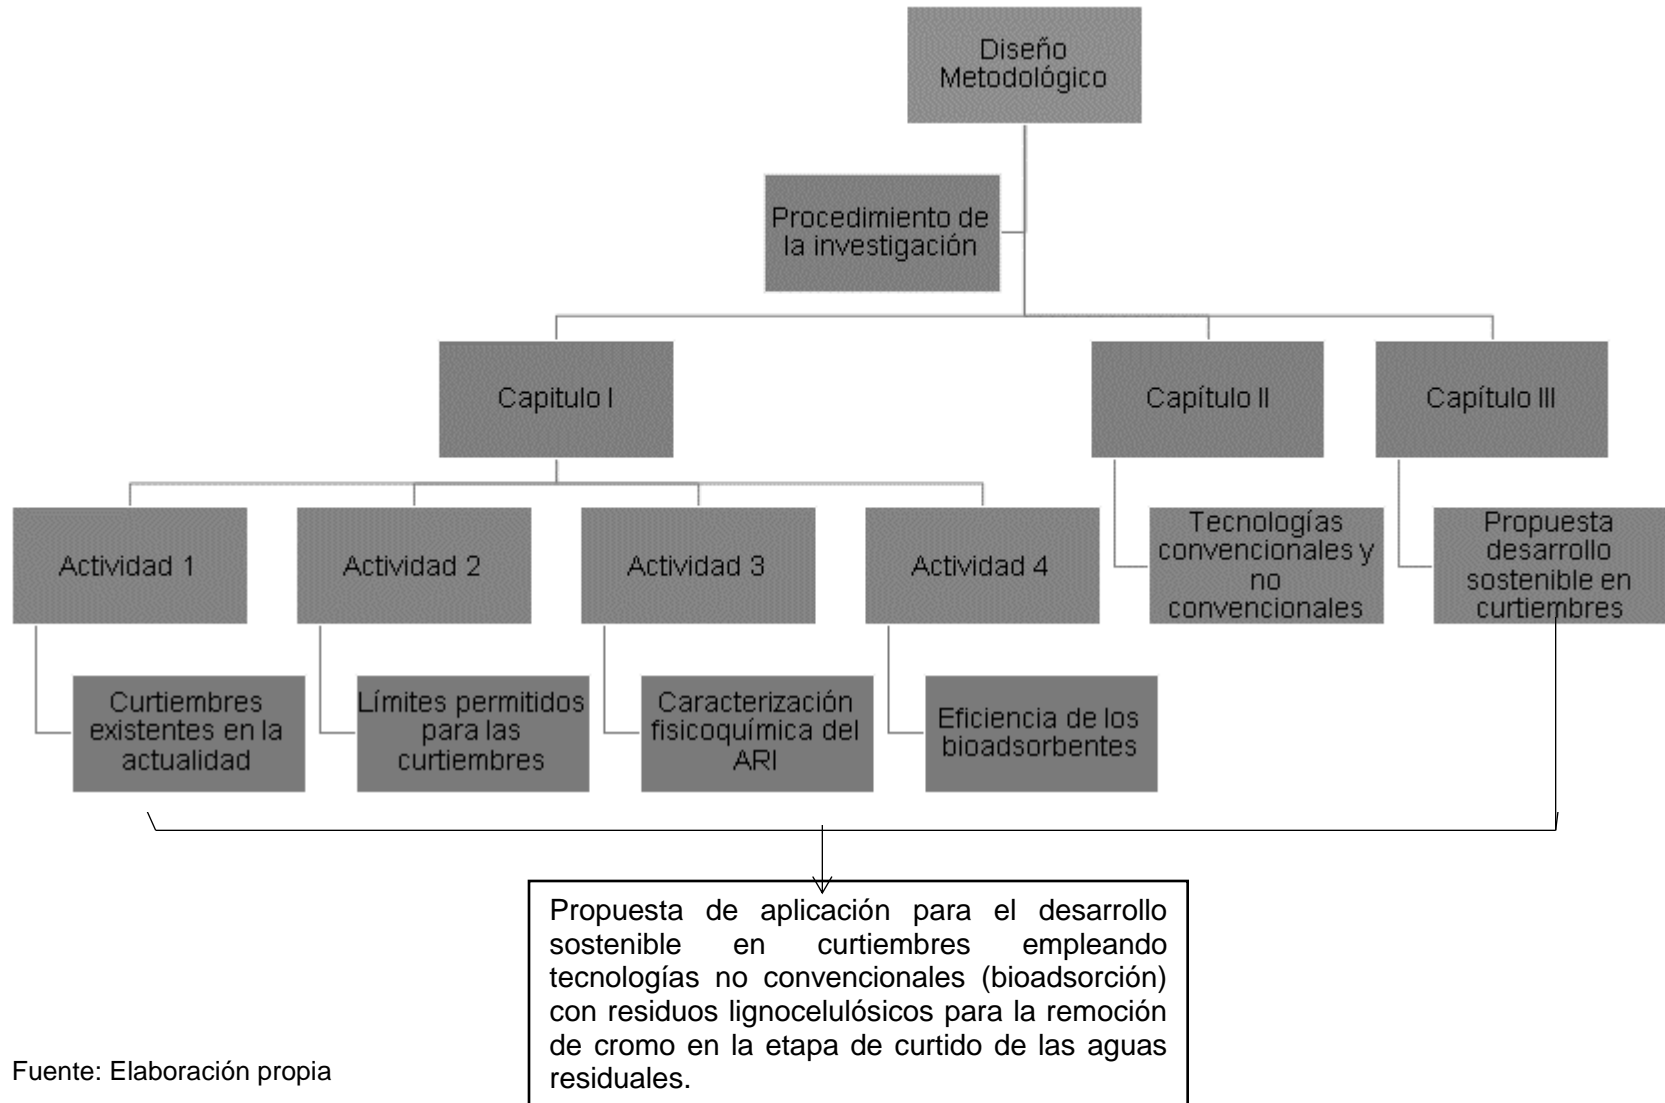 Diseño
Metodológico
Procedimiento de
la investigación
Capitulo I
Capítulo II
Capítulo III
Actividad 1
Actividad 2
Actividad 3
Actividad 4
Tecnologías
convencionales y
no
convencionales
Propuesta
desarrollo
sostenible en
curtiembres
Curtiembres
existentes en la
actualidad
Límites permitidos
para las
curtiembres
Caracterización
fisicoquímica del
ARI
Eficiencia de los
bioadsorbentes
Propuesta de aplicación para el desarrollo
sostenible en curtiembres empleando
tecnologías no convencionales (bioadsorción)
con residuos lignocelulósicos para la remoción
de cromo en la etapa de curtido de las aguas
residuales.
Fuente: Elaboración propia